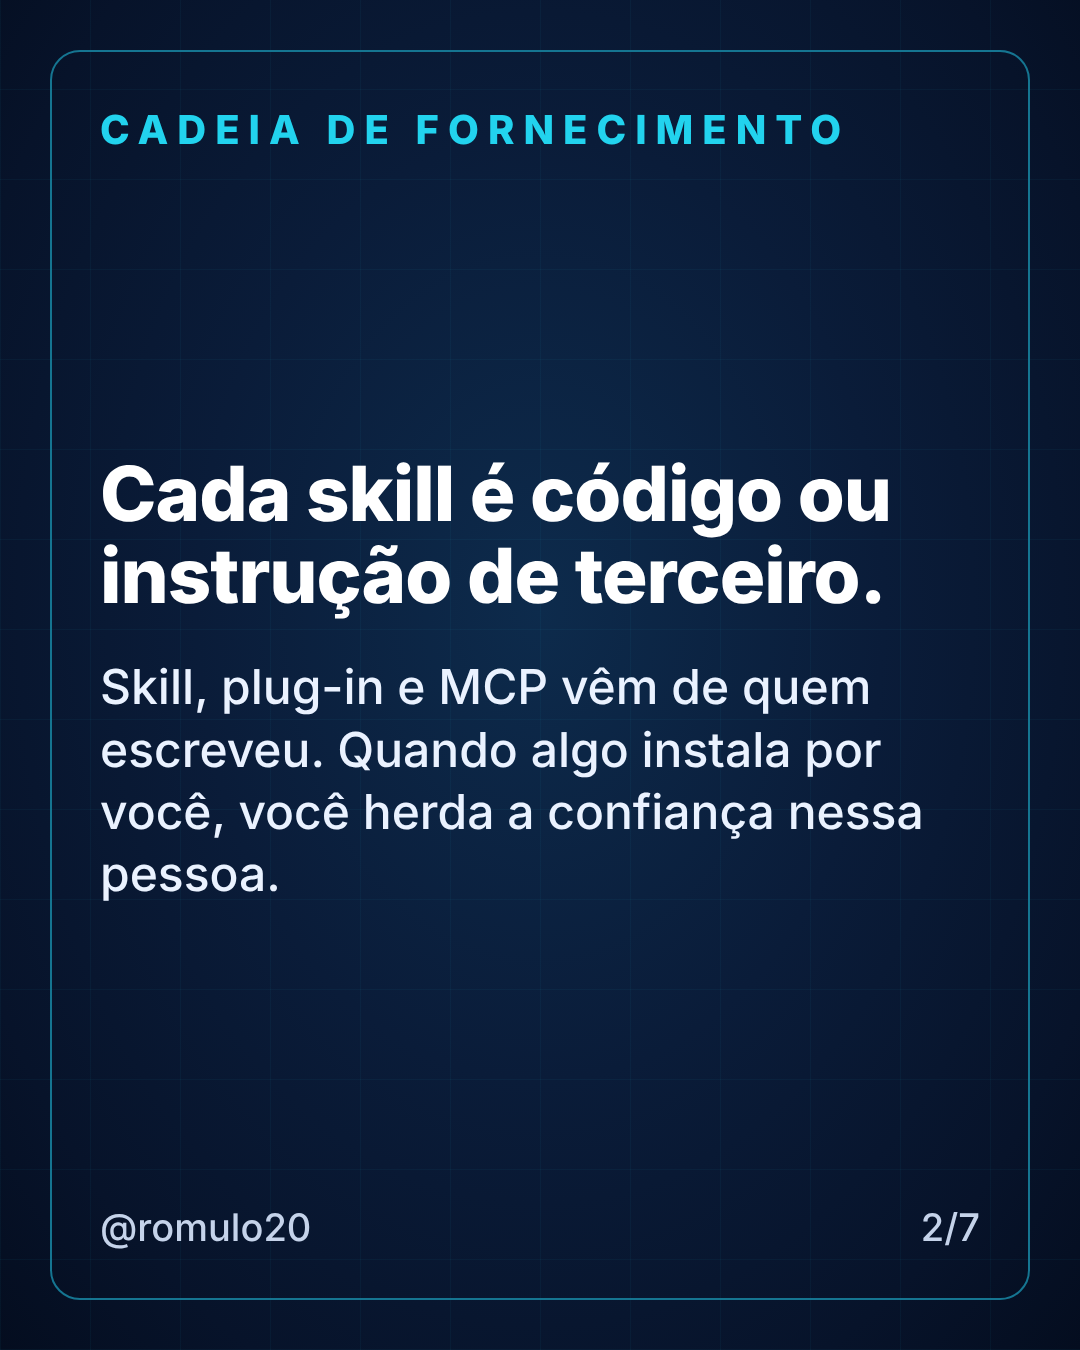 CADEIA DE FORNECIMENTO
Cada skill é código ou
instrução de terceiro.
Skill, plug-in e MCP vêm de quem
escreveu. Quando algo instala por
você, você herda a confiança nessa
pessoa.
@romulo20
2/7